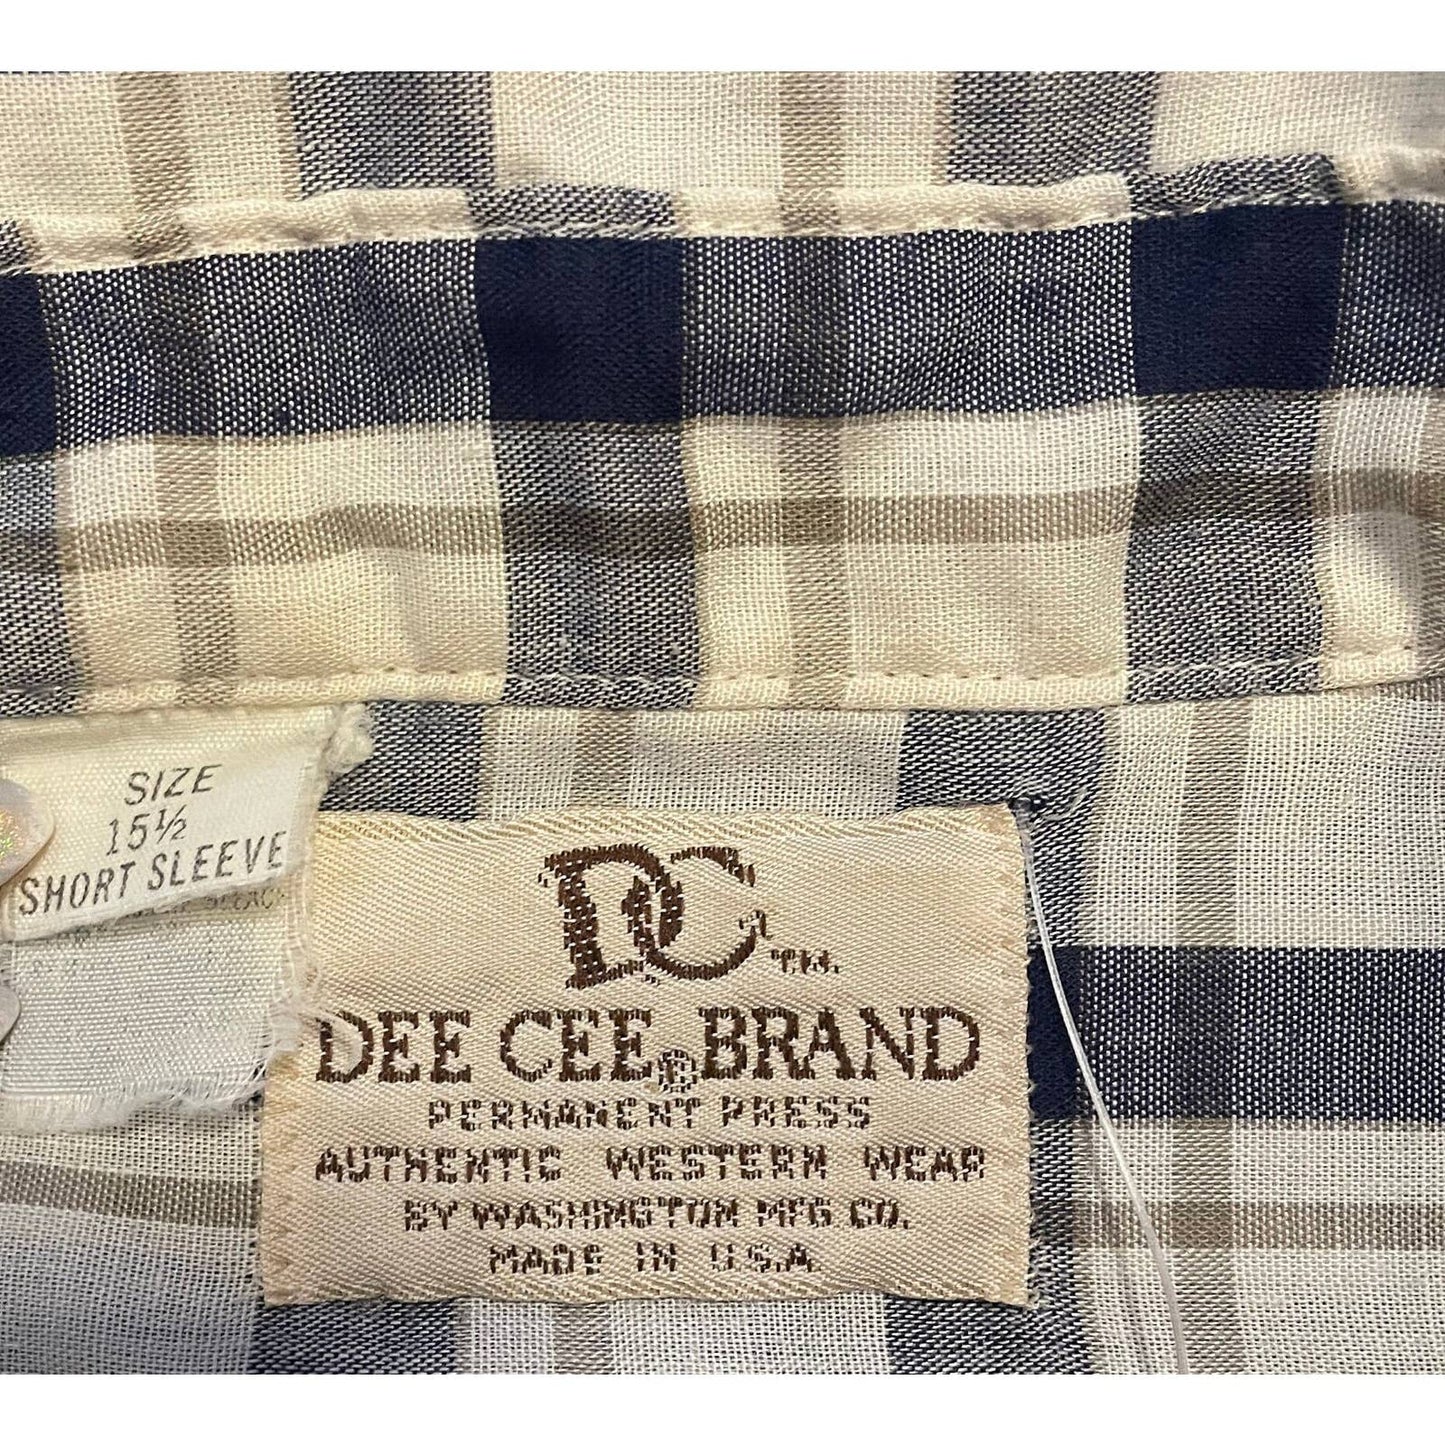 SIZE
15½
SHORT SLEEVE
DC T.M.
DEE CEE® BRAND
PERMANENT PRESS
AUTHENTIC WESTERN WEAR
BY WASHINGTON MFG CO.
MADE IN U.S.A.